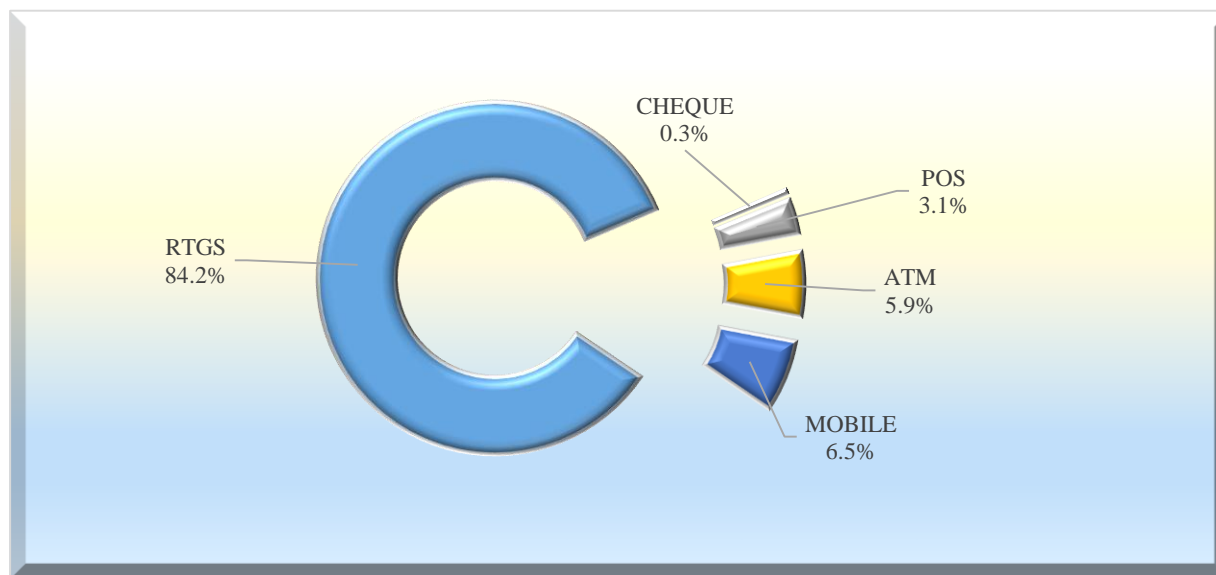 CHEQUE
0.3%
POS
3.1%
RTGS
84.2%
ATM
5.9%
MOBILE
6.5%